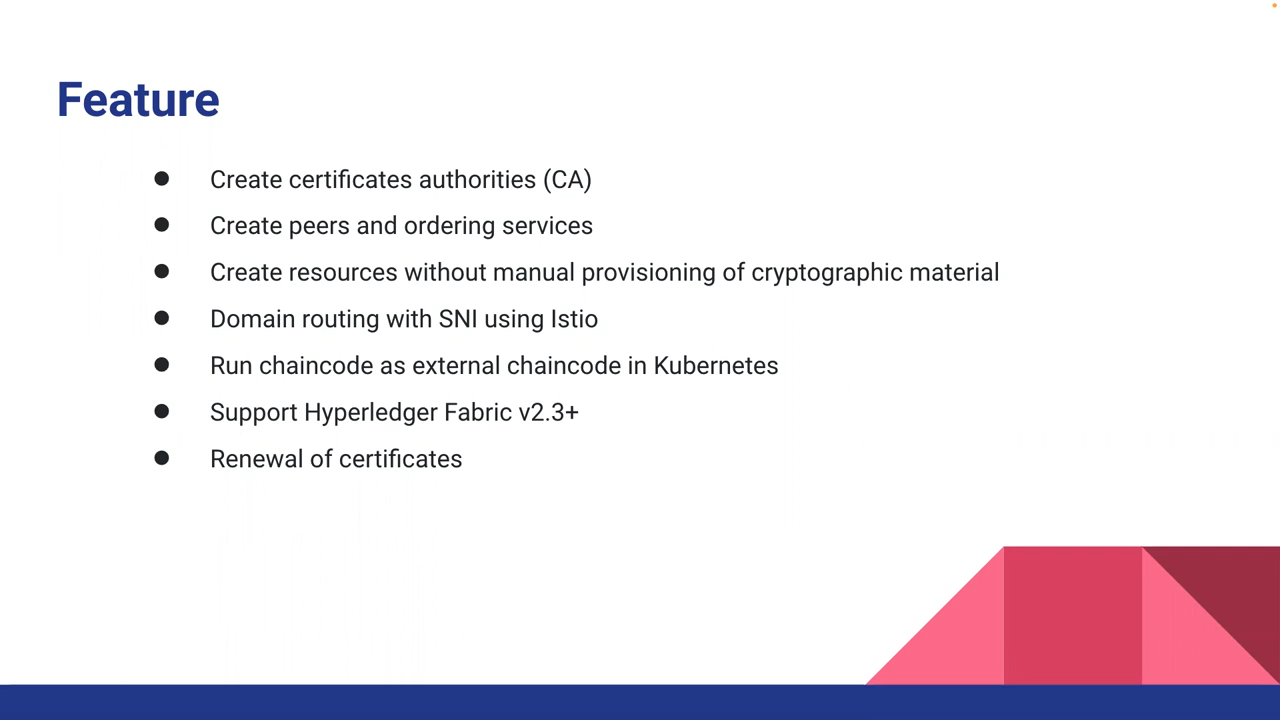 Feature
● Create certificates authorities (CA)
● Create peers and ordering services
● Create resources without manual provisioning of cryptographic material
● Domain routing with SNI using Istio
● Run chaincode as external chaincode in Kubernetes
● Support Hyperledger Fabric v2.3+
● Renewal of certificates